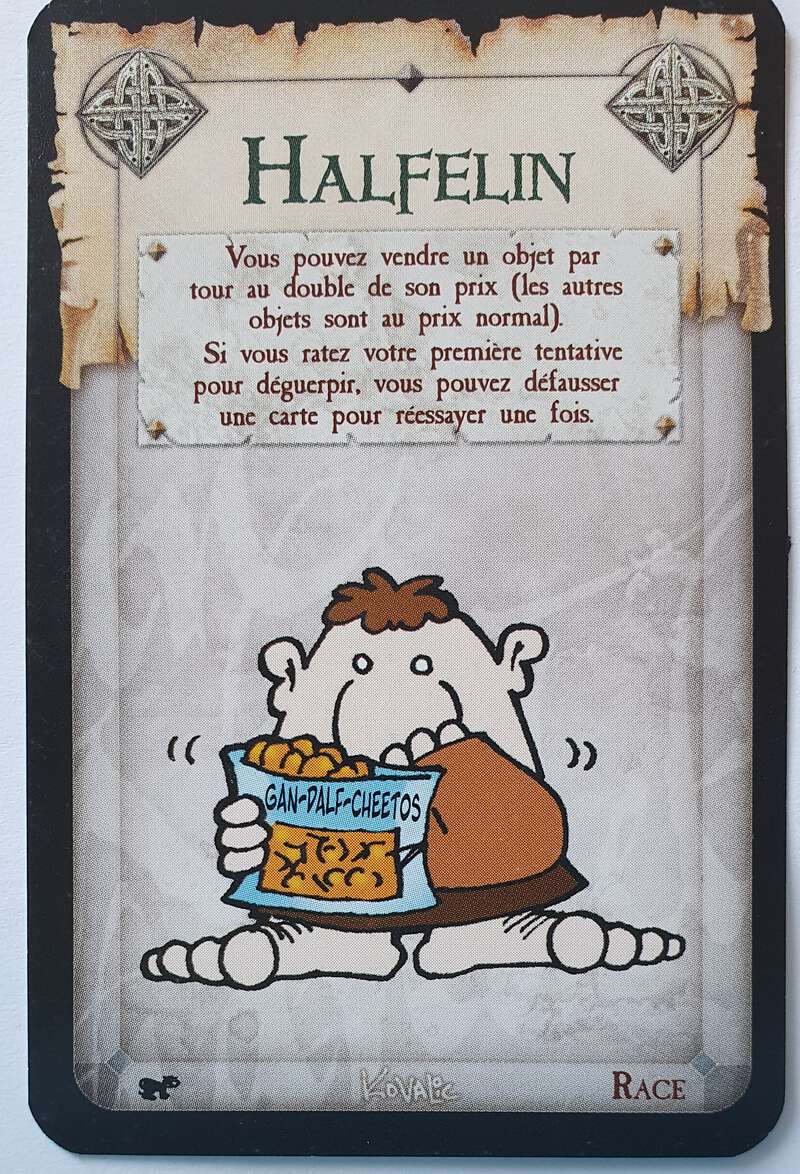 HALFELIN
Vous pouvez vendre un objet par
tour au double de son prix (les autres
objets sont au prix normal).
Si vous ratez votre première tentative
pour déguerpir, vous pouvez défausser
une carte pour réessayer une fois.
GAN-DALF-CHEETOS
KOVALIC
RACE